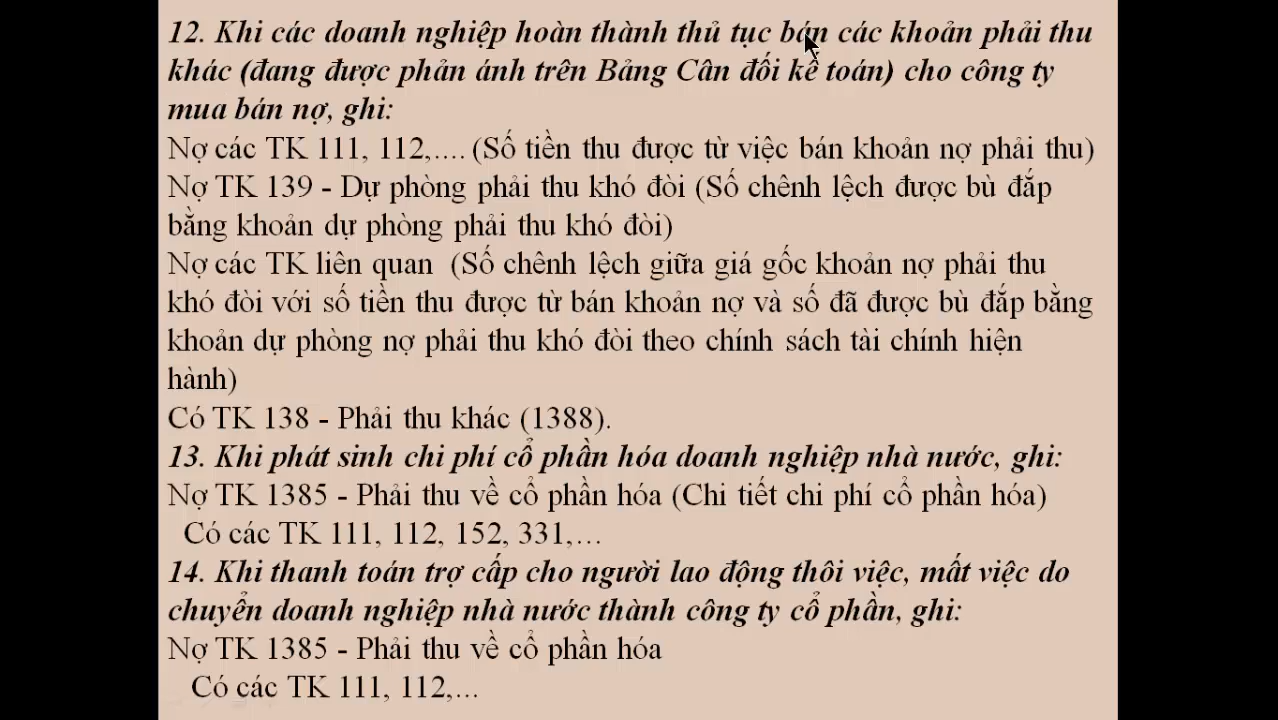 12. Khi các doanh nghiệp hoàn thành thủ tục bán các khoản phải thu
khác (đang được phản ánh trên Bảng Cân đối kế toán) cho công ty
mua bán nợ, ghi:
Nợ các TK 111, 112,.... (Số tiền thu được từ việc bán khoản nợ phải thu)
Nợ TK 139 - Dự phòng phải thu khó đòi (Số chênh lệch được bù đắp
bằng khoản dự phòng phải thu khó đòi)
Nợ các TK liên quan (Số chênh lệch giữa giá gốc khoản nợ phải thu
khó đòi với số tiền thu được từ bán khoản nợ và số đã được bù đắp bằng
khoản dự phòng nợ phải thu khó đòi theo chính sách tài chính hiện
hành)
Có TK 138 - Phải thu khác (1388).
13. Khi phát sinh chi phí cổ phần hóa doanh nghiệp nhà nước, ghi:
Nợ TK 1385 - Phải thu về cổ phần hóa (Chi tiết chi phí cổ phần hóa)
Có các TK 111, 112, 152, 331,…
14. Khi thanh toán trợ cấp cho người lao động thôi việc, mất việc do
chuyển doanh nghiệp nhà nước thành công ty cổ phần, ghi:
Nợ TK 1385 - Phải thu về cổ phần hóa
Có các TK 111, 112,…